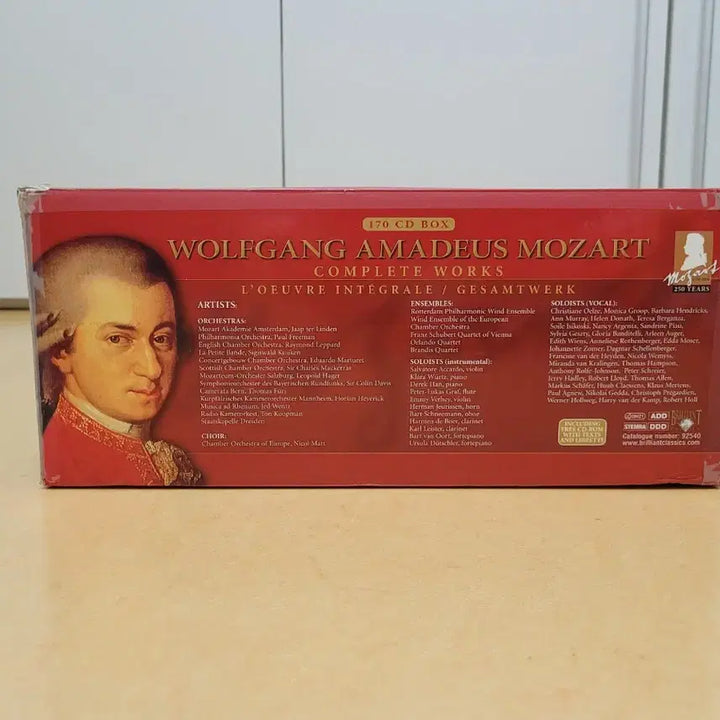 170 CD BOX
WOLFGANG AMADEUS MOZART
COMPLETE WORKS
L'OEUVRE INTÉGRALE / GESAMTWERK
Mozart
250 YEARS
ARTISTS:
ORCHESTRAS:
Mozart Akademie Amsterdam, Jaap ter Linden
Philharmonia Orchestra, Paul Freeman
English Chamber Orchestra, Raymond Leppard
La Petite Bande, Sigiswald Kuijken
Concertgebouw Chamber Orchestra, Eduardo Marturet
Scottish Chamber Orchestra, Sir Charles Mackerras
Mozarteum-Orchester Salzburg, Leopold Hager
Symphonieorchester des Bayerischen Rundfunks, Sir Colin Davis
Camerata Bern, Thomas Füri
Kurpfälzisches Kammerorchester Mannheim, Florian Heyerick
Musica ad Rhenum, Jed Wentz
Radio Kamerorkest, Ton Koopman
Staatskapelle Dresden
CHOIR:
Chamber Orchestra of Europe, Nicol Matt
ENSEMBLES:
Rotterdam Philharmonic Wind Ensemble
Wind Ensemble of the European
Chamber Orchestra
Franz Schubert Quartet of Vienna
Orlando Quartet
Brandis Quartet
SOLOISTS (instrumental):
Salvatore Accardo, violin
Klara Würtz, piano
Derek Han, piano
Peter-Lukas Graf, flute
Emmy Verhey, violin
Herman Jeurissen, horn
Bart Schneemann, oboe
Harmen de Boer, clarinet
Karl Leister, clarinet
Bart van Oort, fortepiano
Ursula Dütschler, fortepiano
SOLOISTS (VOCAL):
Christiane Oelze, Monica Groop, Barbara Hendricks,
Ann Murray, Helen Donath, Teresa Berganza,
Soile Isokoski, Nancy Argenta, Sandrine Piau,
Sylvia Geszty, Gloria Banditelli, Arleen Auger,
Edith Wiens, Anneliese Rothenberger, Edda Moser,
Johannette Zomer, Dagmar Schellenberger,
Francine van der Heyden, Nicola Wemyss,
Miranda van Kralingen, Thomas Hampson,
Anthony Rolfe-Johnson, Peter Schreier,
Jerry Hadley, Robert Lloyd, Thomas Allen,
Markus Schäfer, Huub Claessens, Klaus Mertens,
Paul Agnew, Nikolai Gedda, Christoph Prégardien,
Werner Hollweg, Harry van der Kamp, Robert Holl
INCLUDING
FREE CD-ROM
WITH TEXTS
AND LIBRETTI
STEMRA
ADD
DDD
BRILLIANT
CLASSICS
Catalogue number: 92540
www.brilliantclassics.com